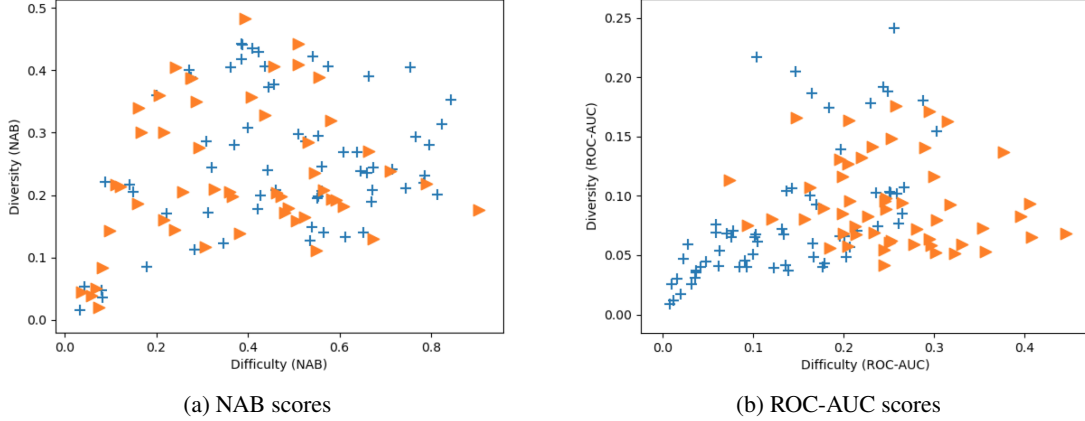 0.5
0.4
0.3
0.2
0.1
0.0
Diversity (NAB)
0.0 0.2 0.4 0.6 0.8
Difficulty (NAB)
(a) NAB scores
0.25
0.20
0.15
0.10
0.05
0.00
Diversity (ROC-AUC)
0.0 0.1 0.2 0.3 0.4
Difficulty (ROC-AUC)
(b) ROC-AUC scores